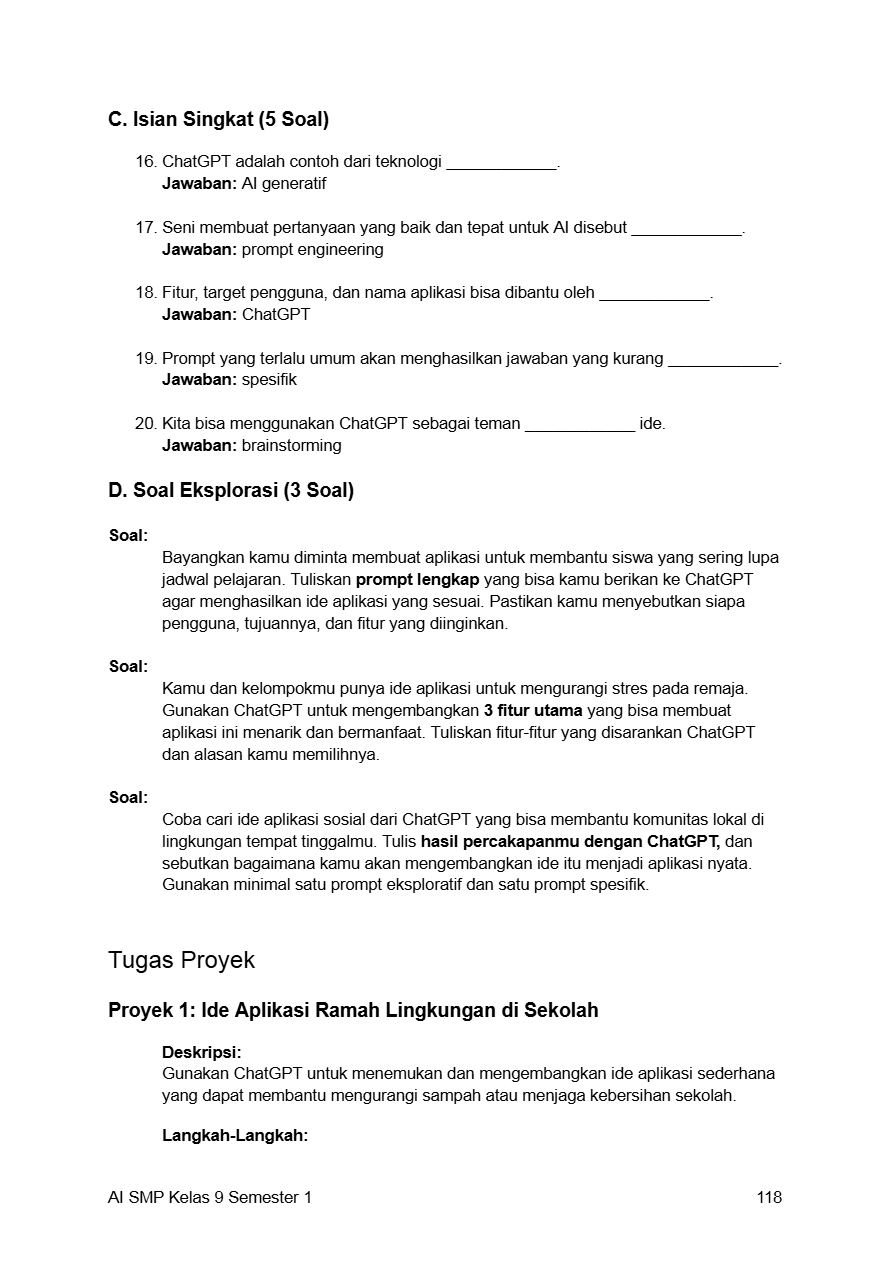 C. Isian Singkat (5 Soal)
16. ChatGPT adalah contoh dari teknologi ____________.
Jawaban: AI generatif
17. Seni membuat pertanyaan yang baik dan tepat untuk AI disebut ____________.
Jawaban: prompt engineering
18. Fitur, target pengguna, dan nama aplikasi bisa dibantu oleh ____________.
Jawaban: ChatGPT
19. Prompt yang terlalu umum akan menghasilkan jawaban yang kurang ____________.
Jawaban: spesifik
20. Kita bisa menggunakan ChatGPT sebagai teman ____________ ide.
Jawaban: brainstorming
D. Soal Eksplorasi (3 Soal)
Soal:
Bayangkan kamu diminta membuat aplikasi untuk membantu siswa yang sering lupa
jadwal pelajaran. Tuliskan prompt lengkap yang bisa kamu berikan ke ChatGPT
agar menghasilkan ide aplikasi yang sesuai. Pastikan kamu menyebutkan siapa
pengguna, tujuannya, dan fitur yang diinginkan.
Soal:
Kamu dan kelompokmu punya ide aplikasi untuk mengurangi stres pada remaja.
Gunakan ChatGPT untuk mengembangkan 3 fitur utama yang bisa membuat
aplikasi ini menarik dan bermanfaat. Tuliskan fitur-fitur yang disarankan ChatGPT
dan alasan kamu memilihnya.
Soal:
Coba cari ide aplikasi sosial dari ChatGPT yang bisa membantu komunitas lokal di
lingkungan tempat tinggalmu. Tulis hasil percakapanmu dengan ChatGPT, dan
sebutkan bagaimana kamu akan mengembangkan ide itu menjadi aplikasi nyata.
Gunakan minimal satu prompt eksploratif dan satu prompt spesifik.
Tugas Proyek
Proyek 1: Ide Aplikasi Ramah Lingkungan di Sekolah
Deskripsi:
Gunakan ChatGPT untuk menemukan dan mengembangkan ide aplikasi sederhana
yang dapat membantu mengurangi sampah atau menjaga kebersihan sekolah.
Langkah-Langkah:
AI SMP Kelas 9 Semester 1 118